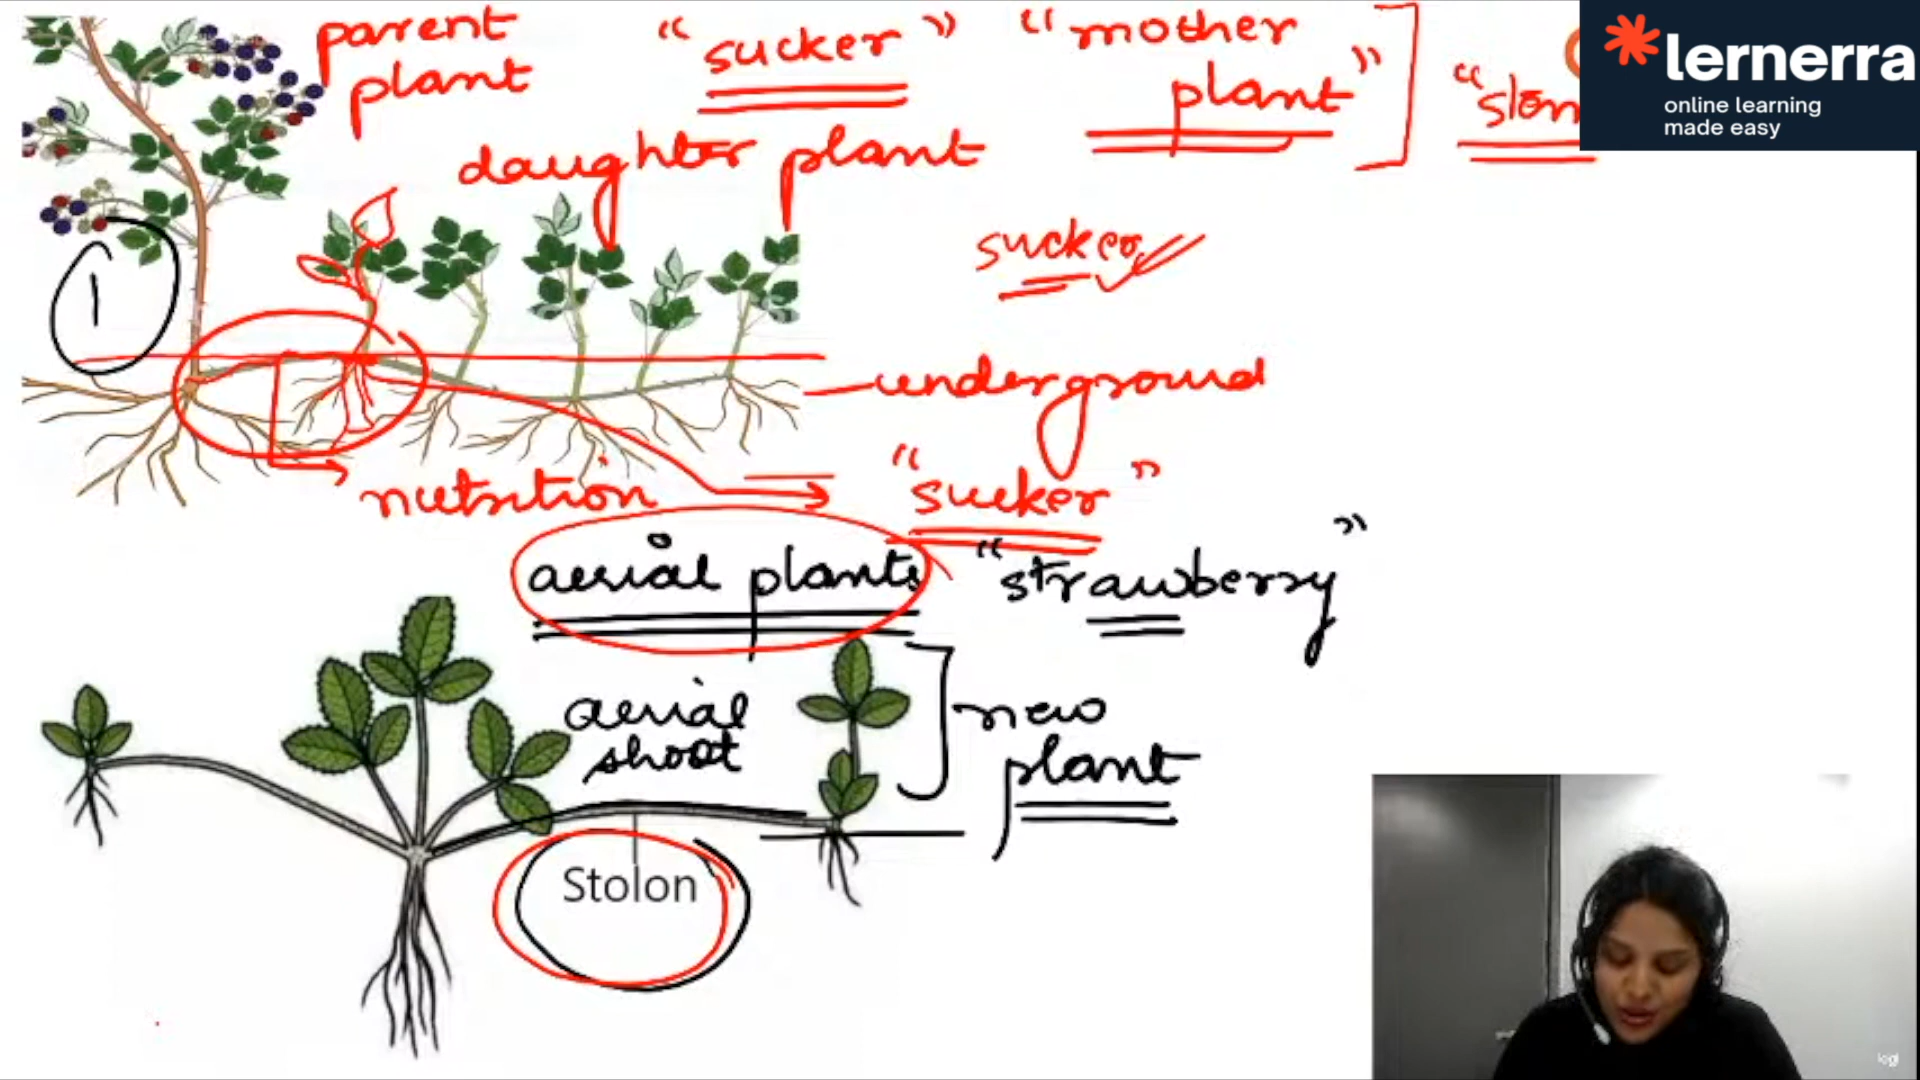 parent
plant
"sucker"
"mother
plant"
daughter plant
lernerra
online learning
made easy
sucker
1
underground
nutrition
"sucker"
aerial plants
"strawberry"
aerial
shoot
new
plant
Stolon